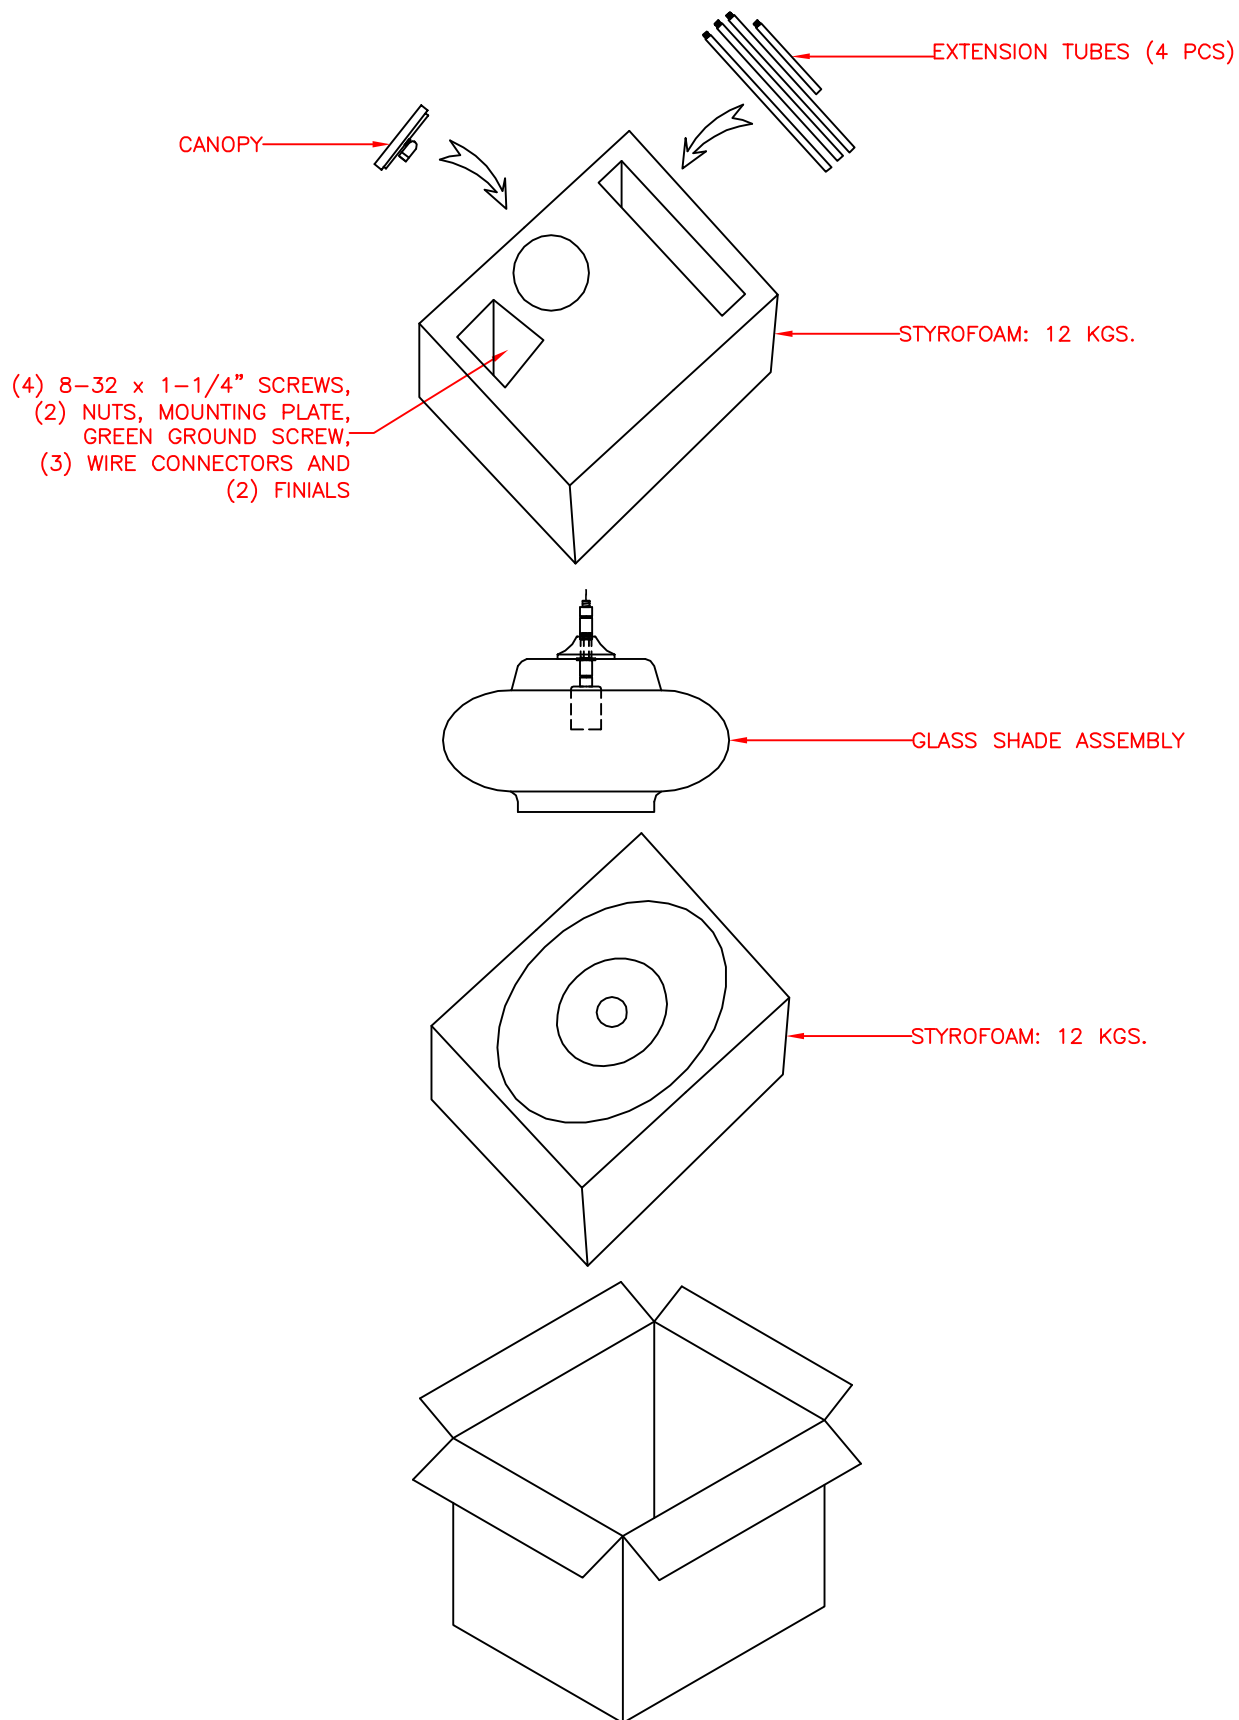 EXTENSION TUBES (4 PCS)
CANOPY
STYROFOAM: 12 KGS.
(4) 8-32 x 1-1/4" SCREWS,
(2) NUTS, MOUNTING PLATE,
GREEN GROUND SCREW,
(3) WIRE CONNECTORS AND
(2) FINIALS
GLASS SHADE ASSEMBLY
STYROFOAM: 12 KGS.